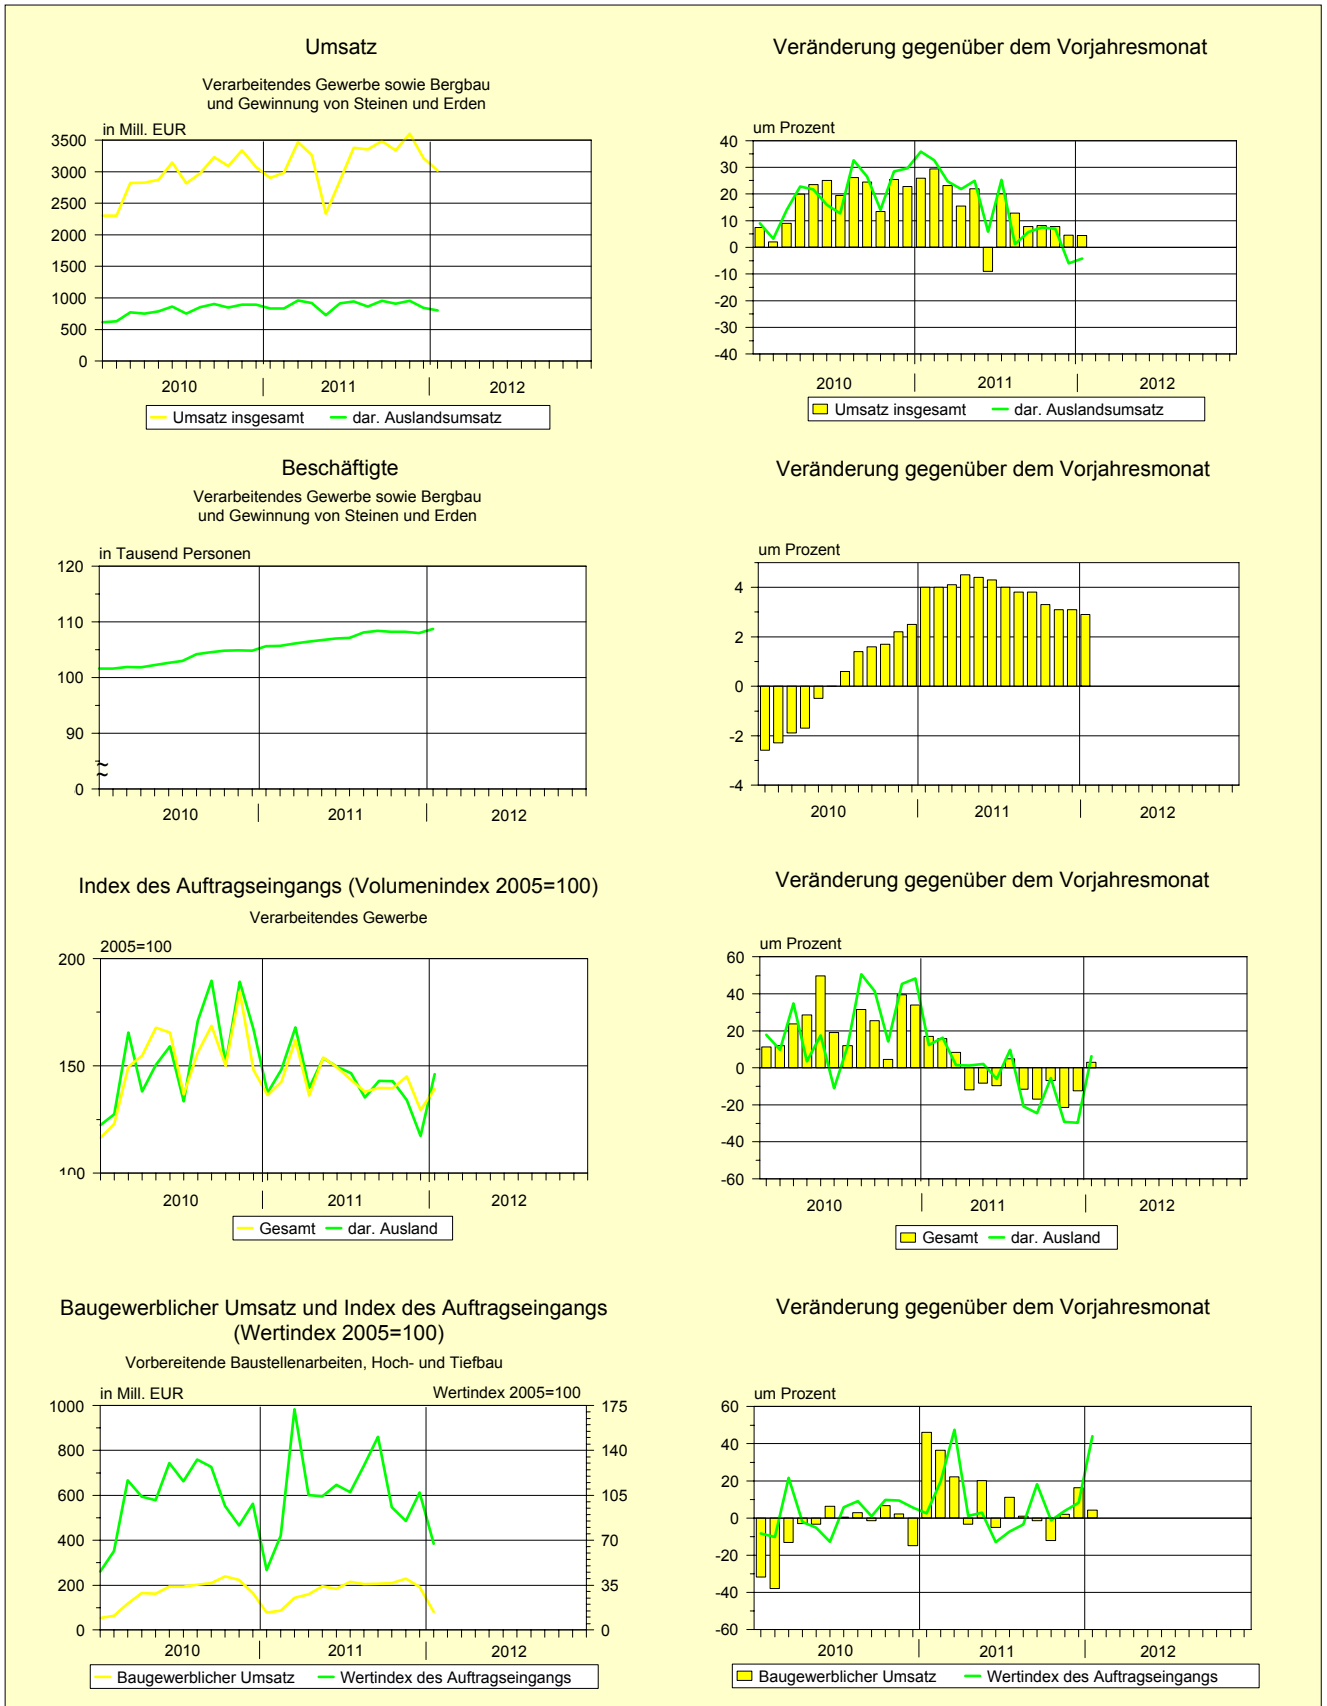 Umsatz
Verarbeitendes Gewerbe sowie Bergbau
und Gewinnung von Steinen und Erden
in Mill. EUR
3500
3000
2500
2000
1500
1000
500
0
2010
2011
2012
Umsatz insgesamt
dar. Auslandsumsatz
Veränderung gegenüber dem Vorjahresmonat
um Prozent
40
30
20
10
0
-10
-20
-30
-40
2010
2011
2012
Umsatz insgesamt
dar. Auslandsumsatz
Beschäftigte
Verarbeitendes Gewerbe sowie Bergbau
und Gewinnung von Steinen und Erden
in Tausend Personen
120
110
100
90
0
2010
2011
2012
Veränderung gegenüber dem Vorjahresmonat
um Prozent
4
2
0
-2
-4
2010
2011
2012
Index des Auftragseingangs (Volumenindex 2005=100)
Verarbeitendes Gewerbe
2005=100
200
150
100
2010
2011
2012
Gesamt
dar. Ausland
Veränderung gegenüber dem Vorjahresmonat
um Prozent
60
40
20
0
-20
-40
-60
2010
2011
2012
Gesamt
dar. Ausland
Baugewerblicher Umsatz und Index des Auftragseingangs
(Wertindex 2005=100)
Vorbereitende Baustellenarbeiten, Hoch- und Tiefbau
in Mill. EUR
Wertindex 2005=100
1000
800
600
400
200
0
175
140
105
70
35
0
2010
2011
2012
Baugewerblicher Umsatz
Wertindex des Auftragseingangs
Veränderung gegenüber dem Vorjahresmonat
um Prozent
60
40
20
0
-20
-40
-60
2010
2011
2012
Baugewerblicher Umsatz
Wertindex des Auftragseingangs